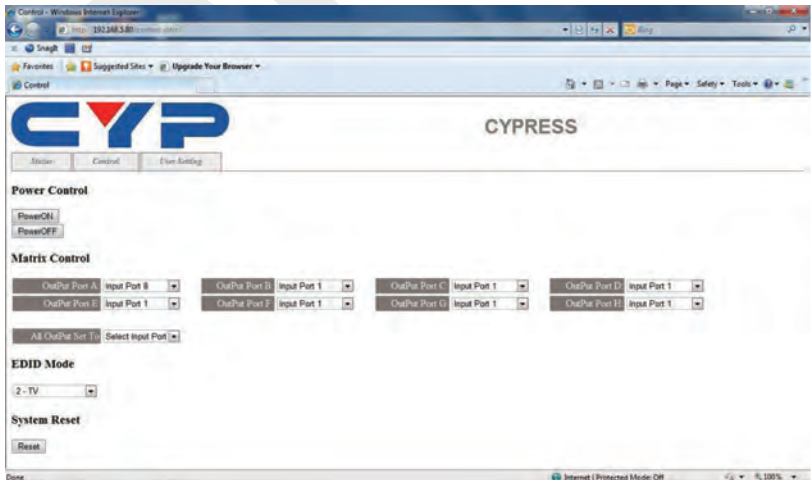 Control - Windows Internet Explorer
http: 192.168.5.80/
Bing
SnagIt
Favorites Suggested Sites Upgrade Your Browser
Control Page Safety Tools
CYP
CYPRESS
Status Control User Setting
Power Control
PowerON
PowerOFF
Matrix Control
OutPut Port A Input Port 8 OutPut Port B Input Port 1 OutPut Port C Input Port 1 OutPut Port D Input Port 1
OutPut Port E Input Port 1 OutPut Port F Input Port 1 OutPut Port G Input Port 1 OutPut Port H Input Port 1
All OutPut Set To Select Input Port
EDID Mode
2 - TV
System Reset
Reset
Done Internet | Protected Mode: Off 100%